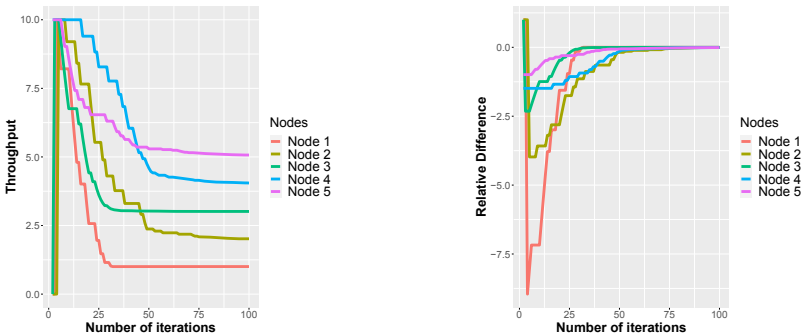 10.0
7.5
5.0
2.5
0.0
Throughput
0 25 50 75 100
Number of iterations
Nodes
Node 1
Node 2
Node 3
Node 4
Node 5
0.0
−2.5
−5.0
−7.5
Relative Difference
0 25 50 75 100
Number of iterations
Nodes
Node 1
Node 2
Node 3
Node 4
Node 5